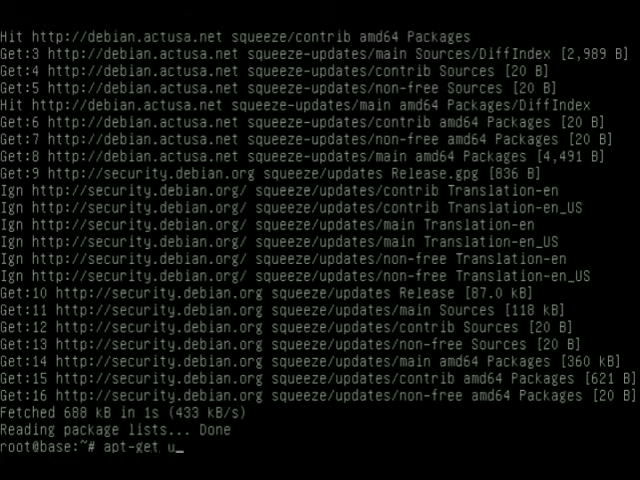 Hit http://debian.actusa.net squeeze/contrib amd64 Packages
Get:3 http://debian.actusa.net squeeze-updates/main Sources/DiffIndex [2,989 B]
Get:4 http://debian.actusa.net squeeze-updates/contrib Sources [20 B]
Get:5 http://debian.actusa.net squeeze-updates/non-free Sources [20 B]
Hit http://debian.actusa.net squeeze-updates/main amd64 Packages/DiffIndex
Get:6 http://debian.actusa.net squeeze-updates/contrib amd64 Packages [20 B]
Get:7 http://debian.actusa.net squeeze-updates/non-free amd64 Packages [20 B]
Get:8 http://debian.actusa.net squeeze-updates/main amd64 Packages [4,491 B]
Get:9 http://security.debian.org squeeze/updates Release.gpg [836 B]
Ign http://security.debian.org/ squeeze/updates/contrib Translation-en
Ign http://security.debian.org/ squeeze/updates/contrib Translation-en_US
Ign http://security.debian.org/ squeeze/updates/main Translation-en
Ign http://security.debian.org/ squeeze/updates/main Translation-en_US
Ign http://security.debian.org/ squeeze/updates/non-free Translation-en
Ign http://security.debian.org/ squeeze/updates/non-free Translation-en_US
Get:10 http://security.debian.org squeeze/updates Release [87.0 kB]
Get:11 http://security.debian.org squeeze/updates/main Sources [118 kB]
Get:12 http://security.debian.org squeeze/updates/contrib Sources [20 B]
Get:13 http://security.debian.org squeeze/updates/non-free Sources [20 B]
Get:14 http://security.debian.org squeeze/updates/main amd64 Packages [360 kB]
Get:15 http://security.debian.org squeeze/updates/contrib amd64 Packages [621 B]
Get:16 http://security.debian.org squeeze/updates/non-free amd64 Packages [20 B]
Fetched 688 kB in 1s (433 kB/s)
Reading package lists... Done
root@base:~# apt-get u_